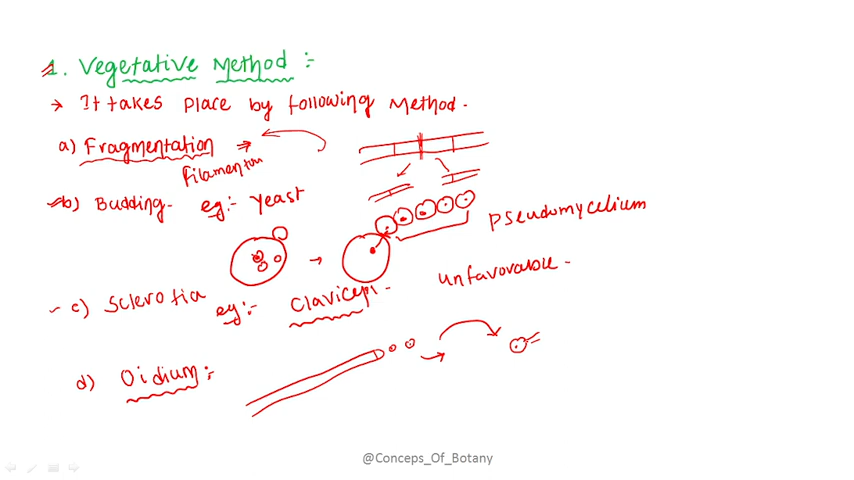 1. Vegetative Method :-
→ It takes place by following Method.
a) Fragmentation ⇒
Filamentou
b) Budding. eg:- Yeast
Pseudomycelium
c) Sclerotia eg:- Claviceps. unfavorable.
d) Oidium :-
@Conceps_Of_Botany